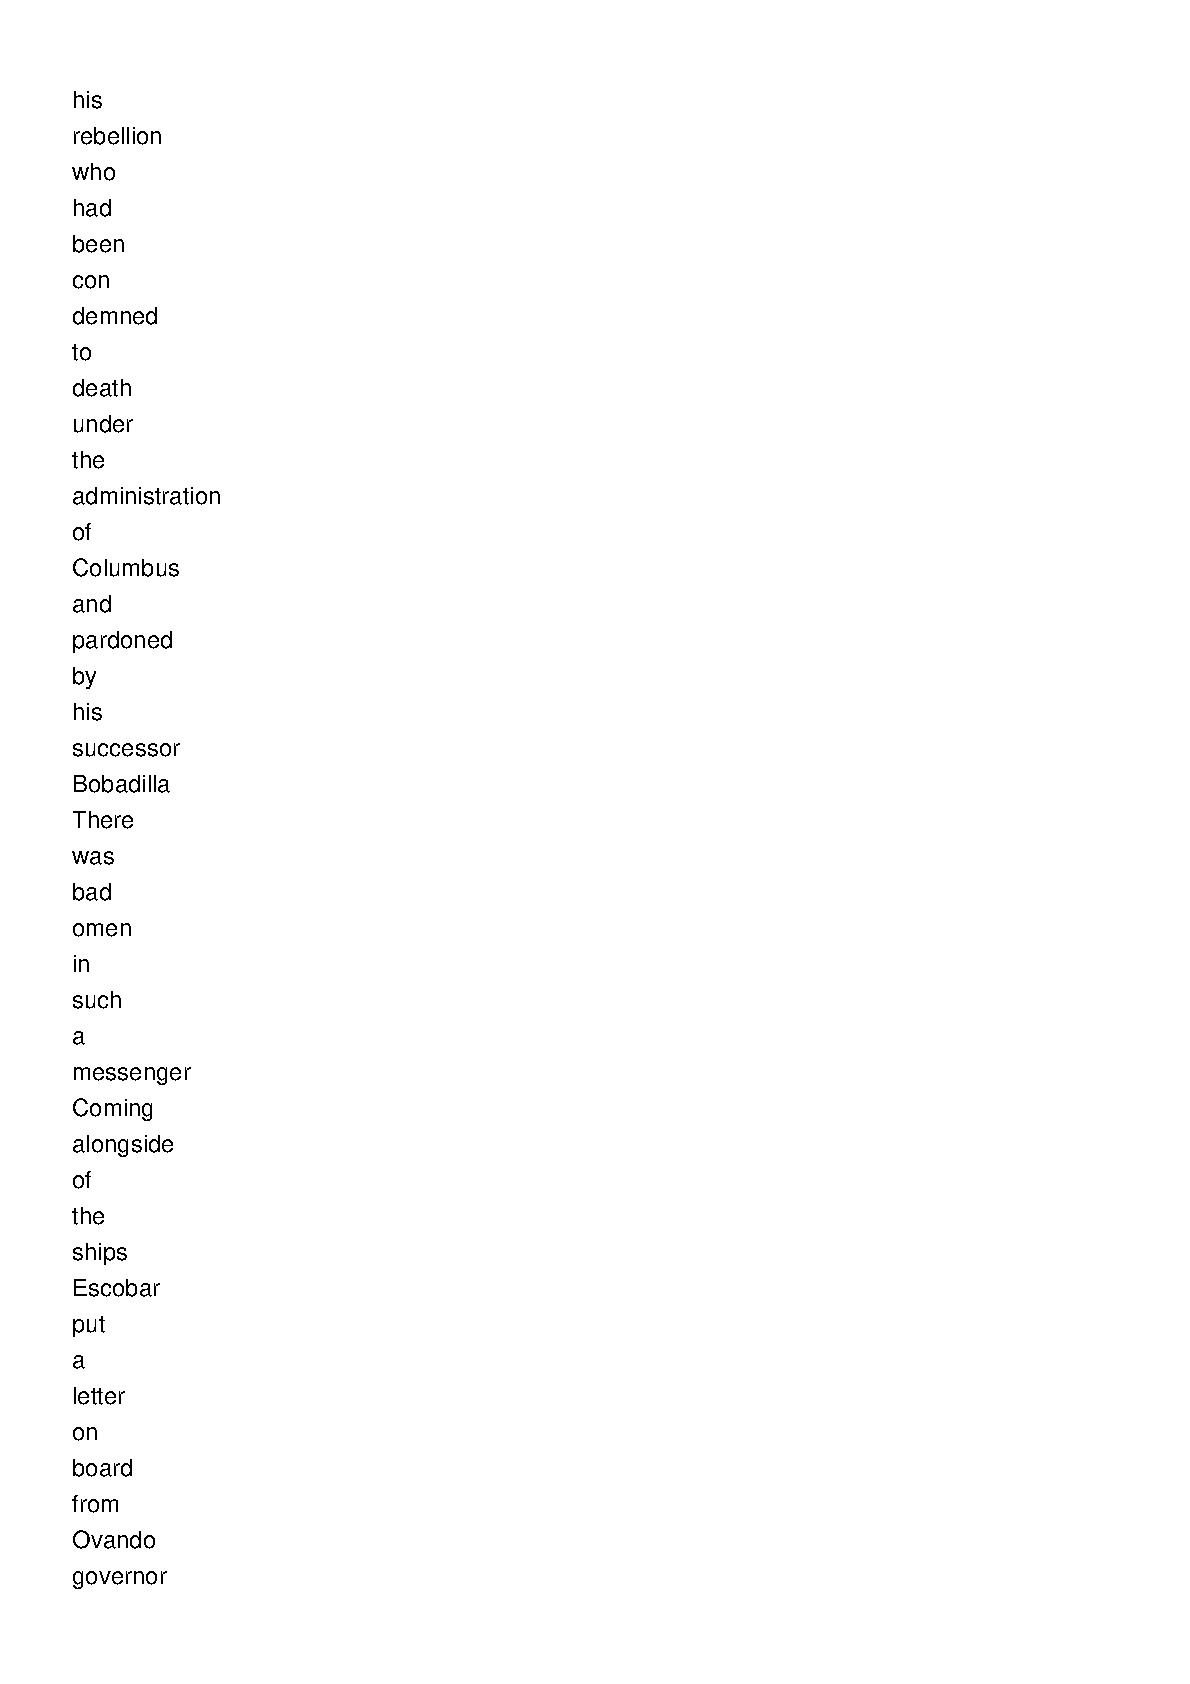 his
rebellion
who
had
been
con
demned
to
death
under
the
administration
of
Columbus
and
pardoned
by
his
successor
Bobadilla
There
was
bad
omen
in
such
a
messenger
Coming
alongside
of
the
ships
Escobar
put
a
letter
on
board
from
Ovando
governor